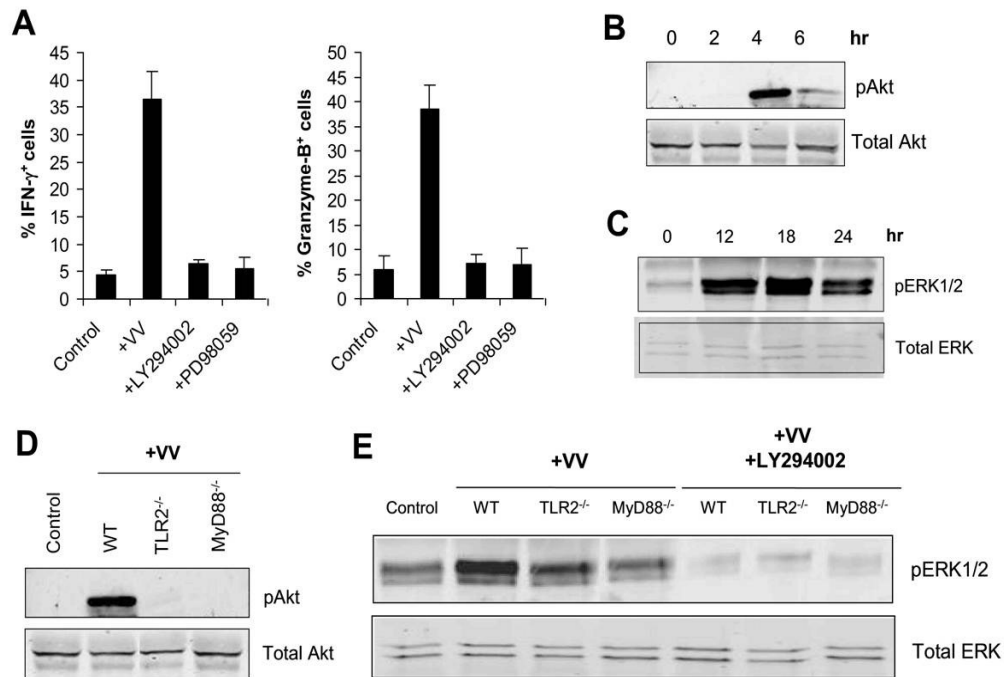 A
% IFN-γ+ cells
45
40
35
30
25
20
15
10
5
0
Control
+VV
+LY294002
+PD98059
% Granzyme-B+ cells
50
45
40
35
30
25
20
15
10
5
0
Control
+VV
+LY294002
+PD98059
B
0 2 4 6 hr
pAkt
Total Akt
C
0 12 18 24 hr
pERK1/2
Total ERK
D
+VV
Control WT TLR2-/- MyD88-/-
pAkt
Total Akt
E
+VV
+VV
+LY294002
Control WT TLR2-/- MyD88-/- WT TLR2-/- MyD88-/-
pERK1/2
Total ERK